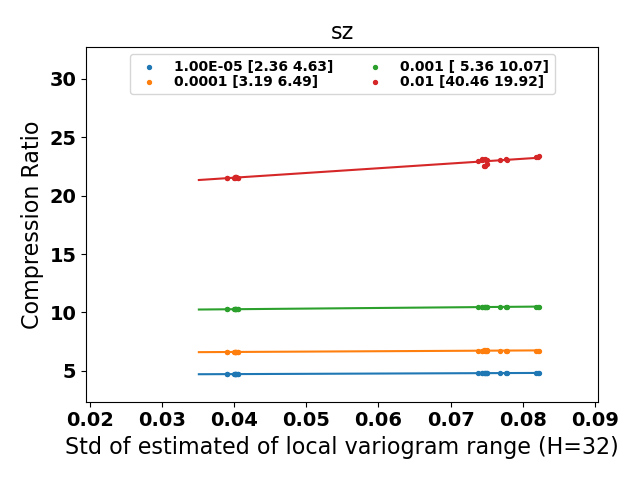 sz
1.00E-05 [2.36 4.63]
0.0001 [3.19 6.49]
0.001 [ 5.36 10.07]
0.01 [40.46 19.92]
Compression Ratio
30
25
20
15
10
5
0.02 0.03 0.04 0.05 0.06 0.07 0.08 0.09
Std of estimated of local variogram range (H=32)